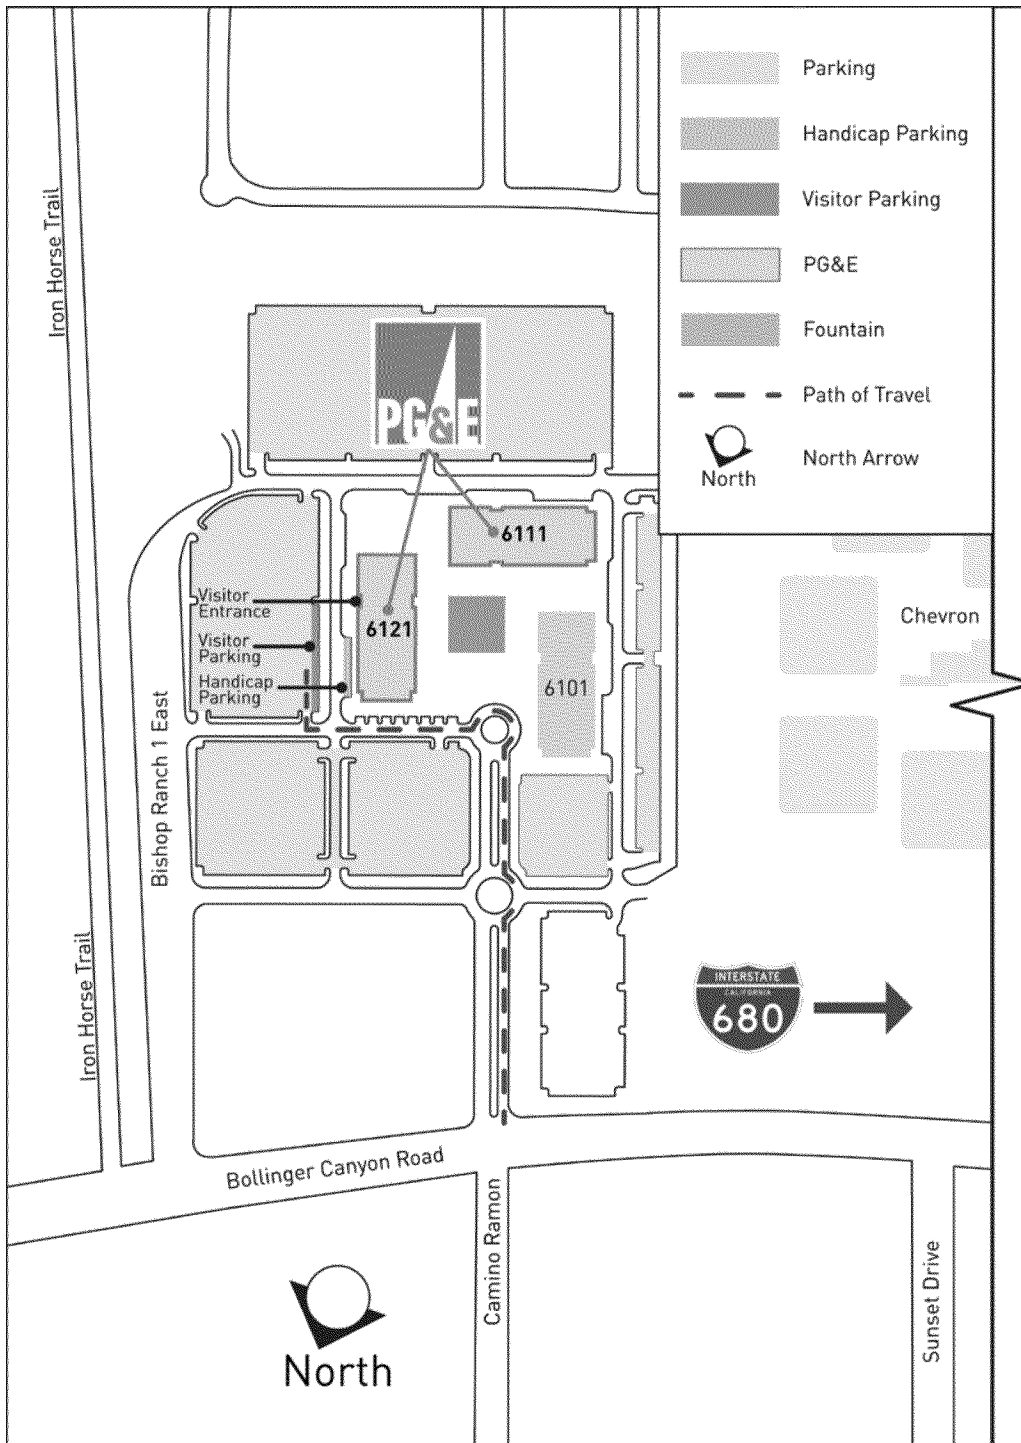 Parking
Handicap Parking
Visitor Parking
PG&E
Fountain
Path of Travel
North
North Arrow
Iron Horse Trail
PG&E
6111
Visitor
Entrance
6121
Visitor
Parking
Handicap
Parking
6101
Chevron
Bishop Ranch 1 East
Iron Horse Trail
INTERSTATE
CALIFORNIA
680
Bollinger Canyon Road
Camino Ramon
Sunset Drive
North